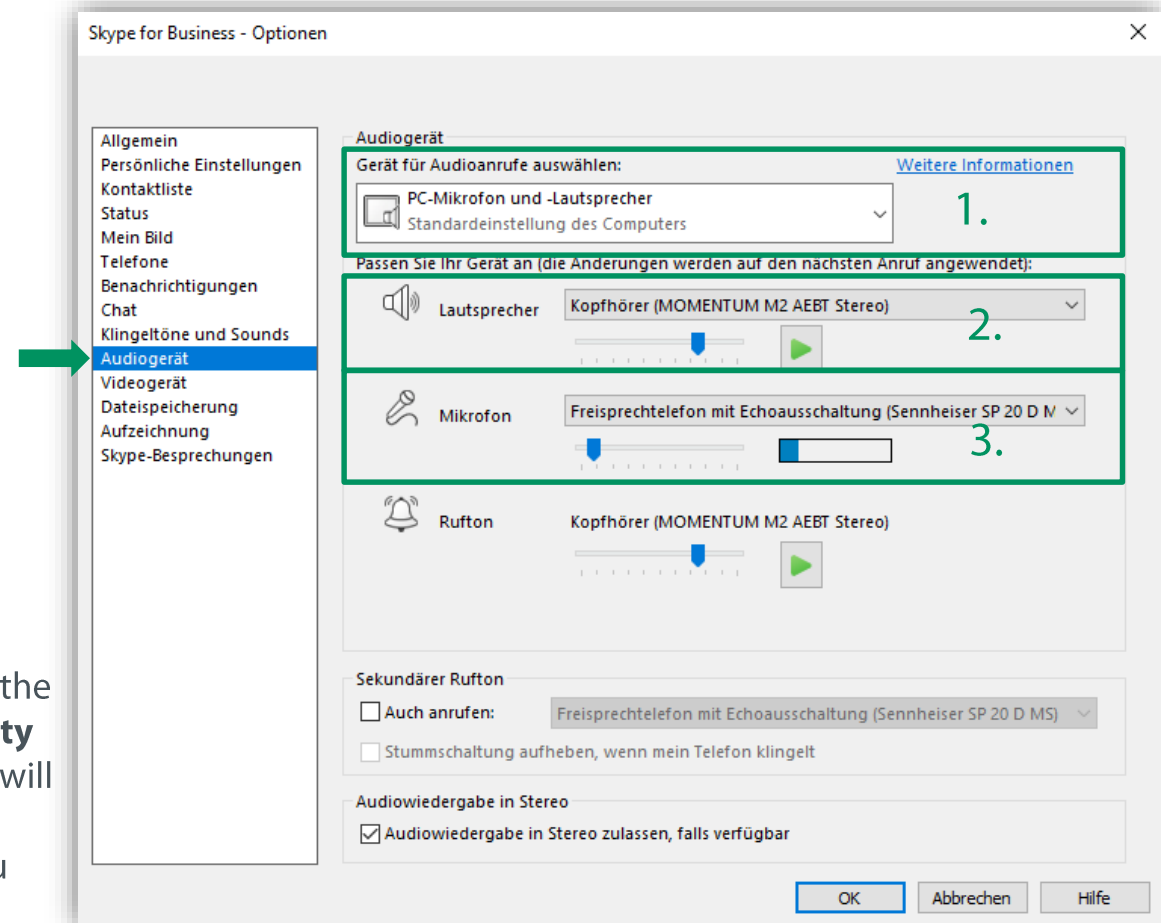 Skype for Business - Optionen
Allgemein
Persönliche Einstellungen
Kontaktliste
Status
Mein Bild
Telefone
Benachrichtigungen
Chat
Klingeltöne und Sounds
Audiogerät
Videogerät
Dateispeicherung
Aufzeichnung
Skype-Besprechungen
Audiogerät
Gerät für Audioanrufe auswählen: Weitere Informationen
PC-Mikrofon und -Lautsprecher
Standardeinstellung des Computers
1.
Passen Sie Ihr Gerät an (die Änderungen werden auf den nächsten Anruf angewendet):
Lautsprecher Kopfhörer (MOMENTUM M2 AEBT Stereo)
2.
Mikrofon Freisprechtelefon mit Echoausschaltung (Sennheiser SP 20 D M
3.
Rufton Kopfhörer (MOMENTUM M2 AEBT Stereo)
Sekundärer Rufton
Auch anrufen: Freisprechtelefon mit Echoausschaltung (Sennheiser SP 20 D MS)
Stummschaltung aufheben, wenn mein Telefon klingelt
Audiowiedergabe in Stereo
Audiowiedergabe in Stereo zulassen, falls verfügbar
OK Abbrechen Hilfe
the
ty
will